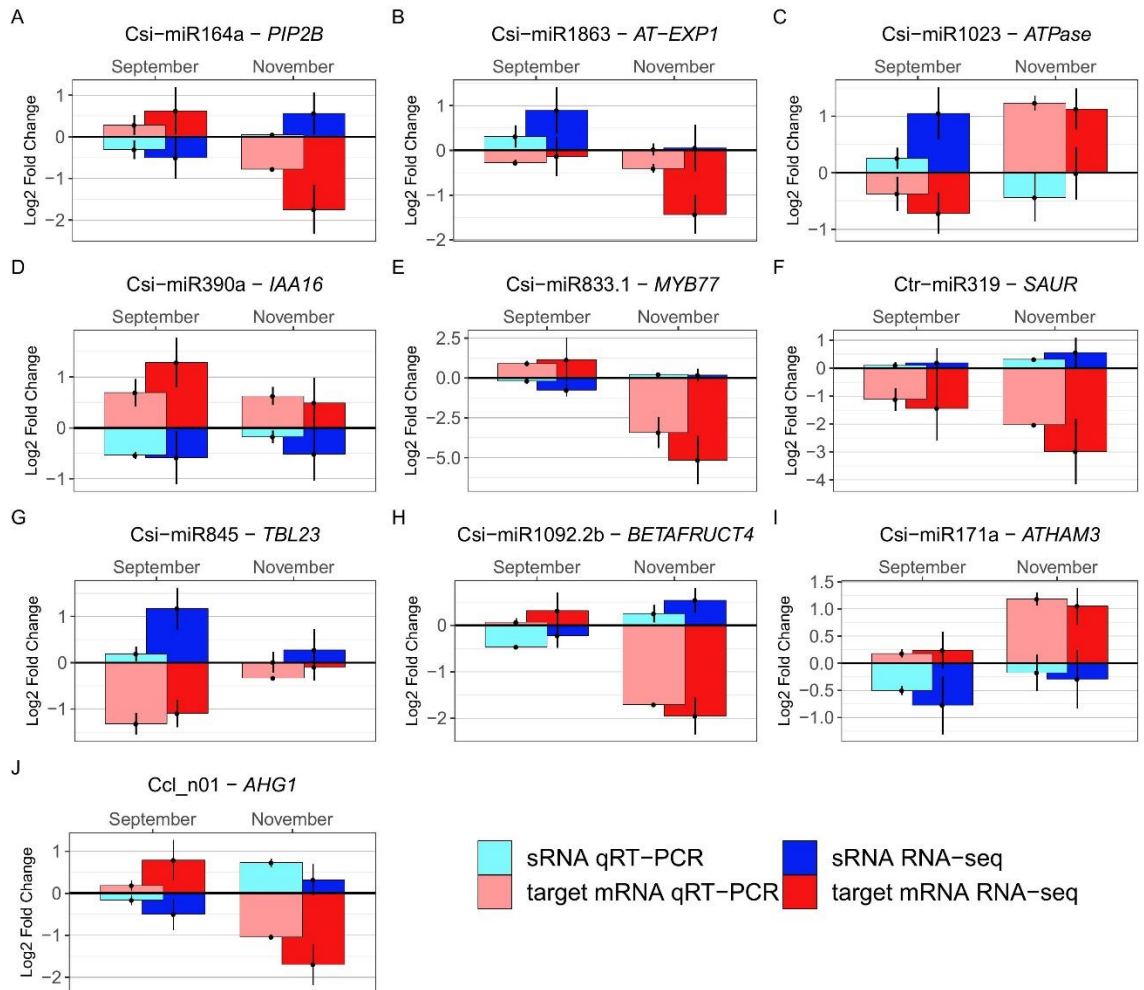 A
B
C
Csi−miR164a − PIP2B
Csi−miR1863 − AT−EXP1
Csi−miR1023 − ATPase
September November
September November
September November
Log2 Fold Change
1
0
−1
−2
Log2 Fold Change
1
0
−1
−2
Log2 Fold Change
1
0
−1
D
E
F
Csi−miR390a − IAA16
Csi−miR833.1 − MYB77
Ctr−miR319 − SAUR
September November
September November
September November
Log2 Fold Change
1
0
−1
Log2 Fold Change
2.5
0.0
−2.5
−5.0
Log2 Fold Change
1
0
−1
−2
−3
−4
G
H
I
Csi−miR845 − TBL23
Csi−miR1092.2b − BETAFRUCT4
Csi−miR171a − ATHAM3
September November
September November
September November
Log2 Fold Change
1
0
−1
Log2 Fold Change
0
−1
−2
Log2 Fold Change
1.5
1.0
0.5
0.0
−0.5
−1.0
J
Ccl_n01 − AHG1
September November
Log2 Fold Change
1
0
−1
−2
sRNA qRT−PCR
target mRNA qRT−PCR
sRNA RNA−seq
target mRNA RNA−seq